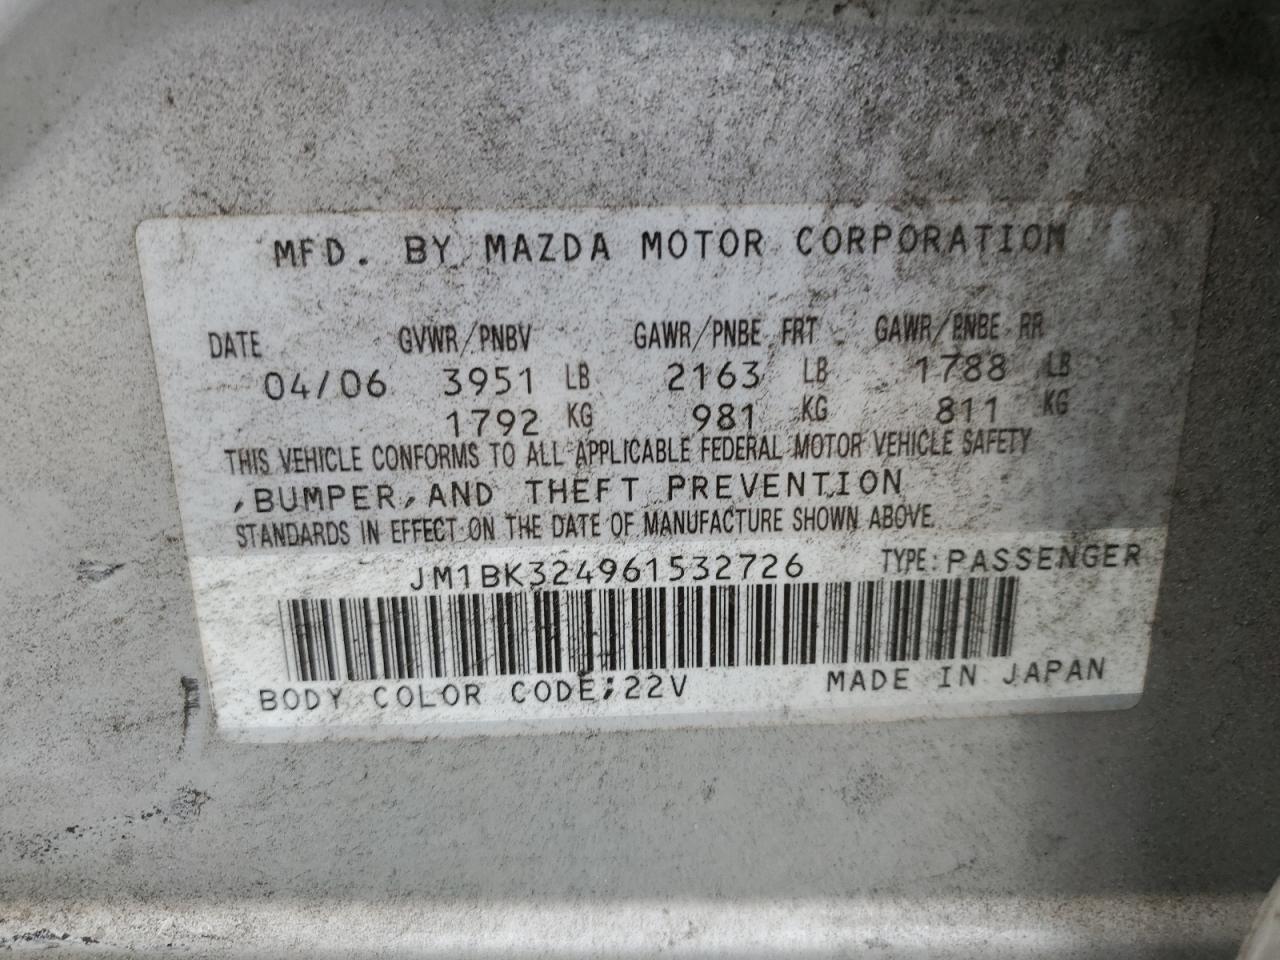 MFD. BY MAZDA MOTOR CORPORATION
DATE GVWR/PNBV GAWR/PNBE FRT GAWR/PNBE RR
04/06 3951 LB 2163 LB 1788 LB
1792 KG 981 KG 811 KG
THIS VEHICLE CONFORMS TO ALL APPLICABLE FEDERAL MOTOR VEHICLE SAFETY
,BUMPER,AND THEFT PREVENTION
STANDARDS IN EFFECT ON THE DATE OF MANUFACTURE SHOWN ABOVE.
JM1BK324961532726 TYPE:PASSENGER
BODY COLOR CODE:22V MADE IN JAPAN